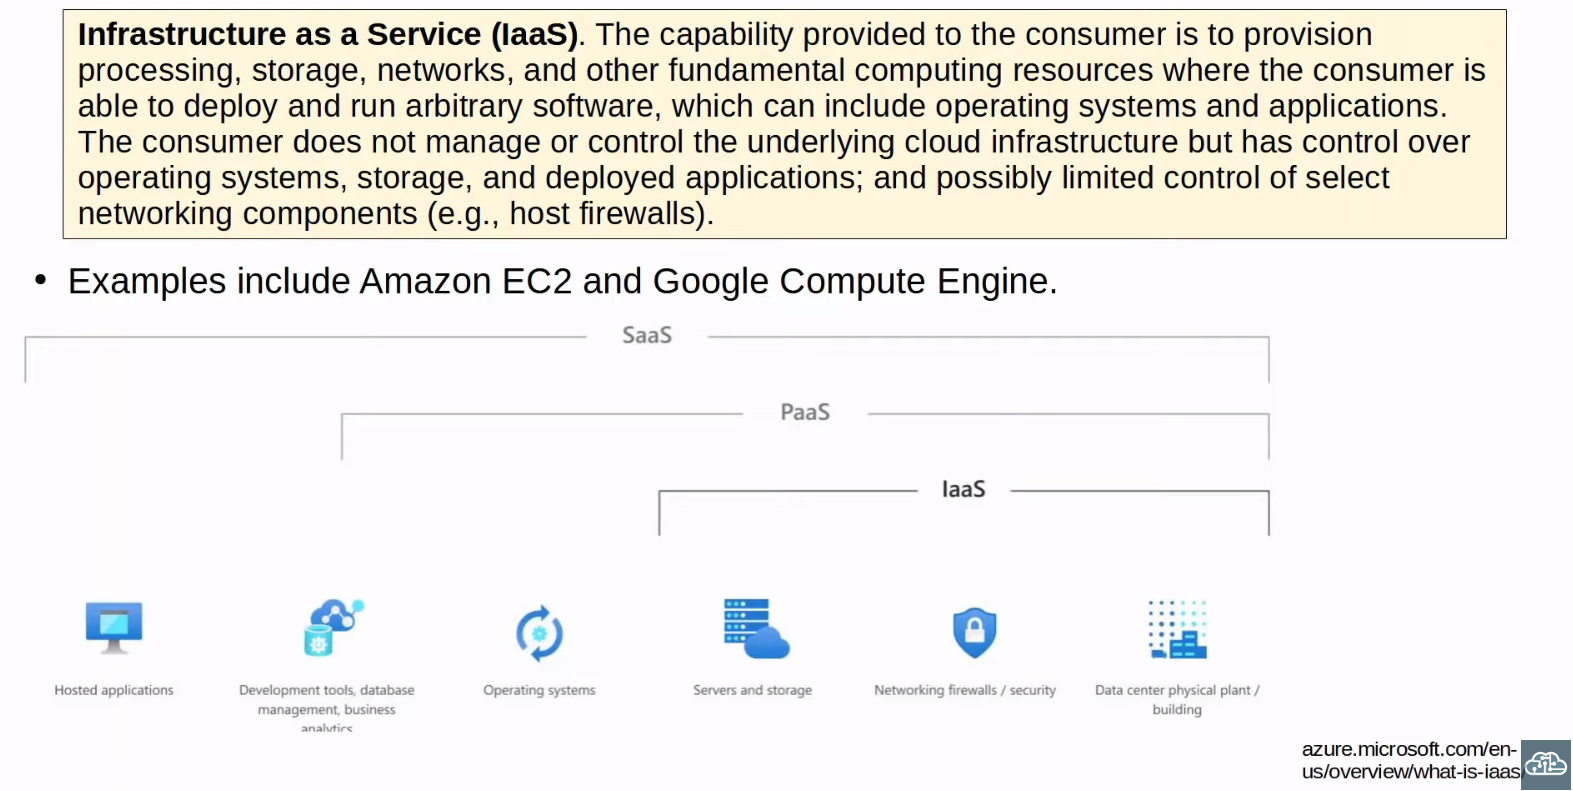 Infrastructure as a Service (IaaS). The capability provided to the consumer is to provision
processing, storage, networks, and other fundamental computing resources where the consumer is
able to deploy and run arbitrary software, which can include operating systems and applications.
The consumer does not manage or control the underlying cloud infrastructure but has control over
operating systems, storage, and deployed applications; and possibly limited control of select
networking components (e.g., host firewalls).
• Examples include Amazon EC2 and Google Compute Engine.
SaaS
PaaS
IaaS
Hosted applications
Development tools, database
management, business
analytics
Operating systems
Servers and storage
Networking firewalls / security
Data center physical plant /
building
azure.microsoft.com/en-
us/overview/what-is-iaas/